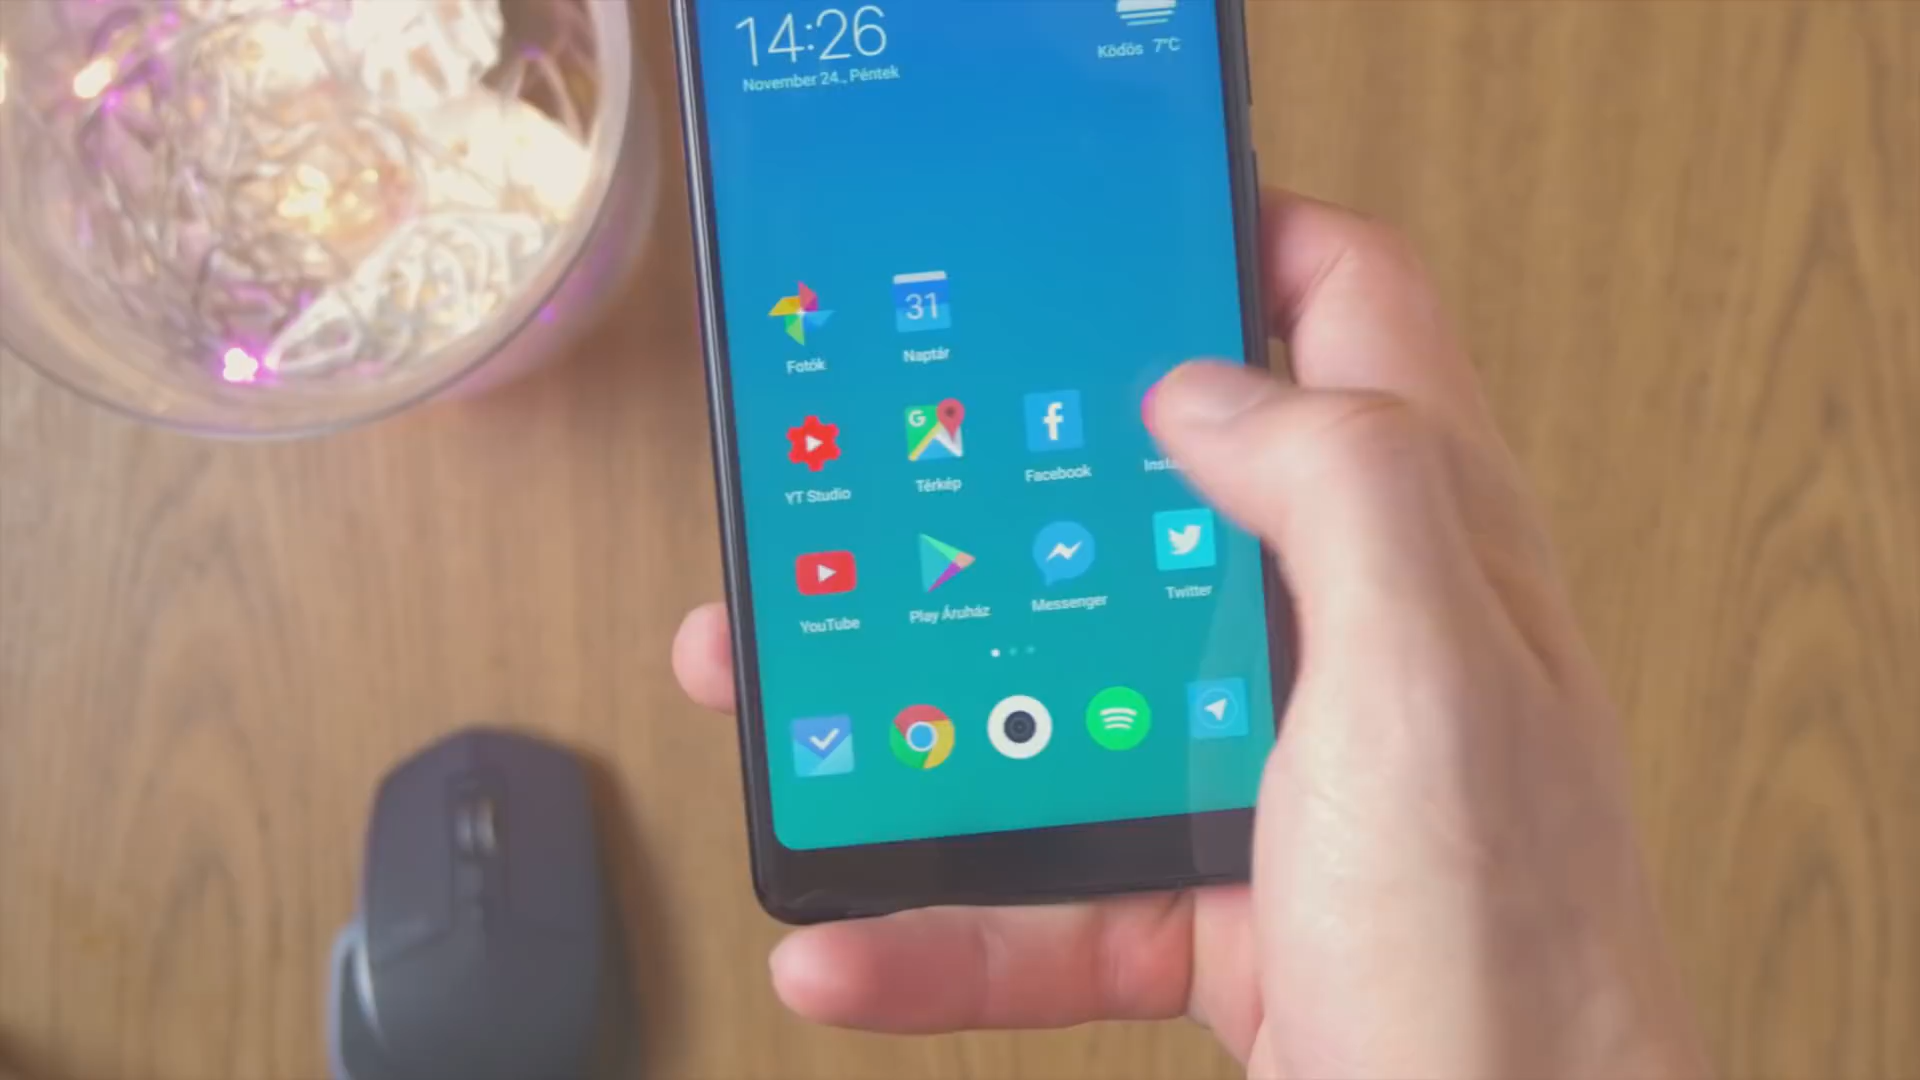 14:26
November 24., Péntek
Ködös 7°C
31
Fotók
Naptár
G
f
YT Studio
Térkép
Facebook
YouTube
Play Áruház
Messenger
Twitter